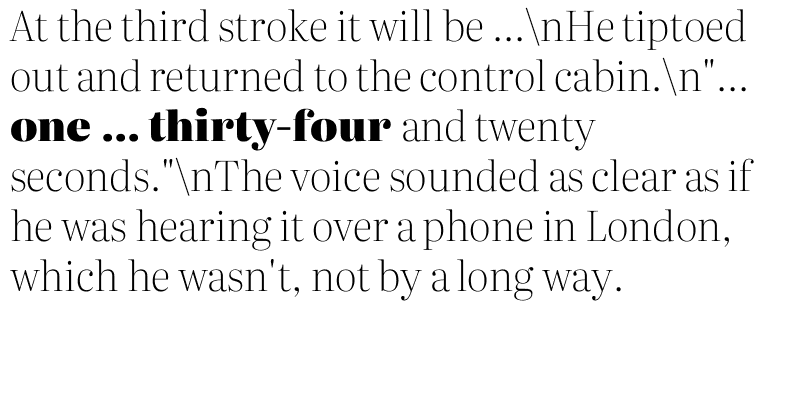 At the third stroke it will be ...\nHe tiptoed
out and returned to the control cabin.\n"...
one ... thirty-four and twenty
seconds."\nThe voice sounded as clear as if
he was hearing it over a phone in London,
which he wasn't, not by a long way.